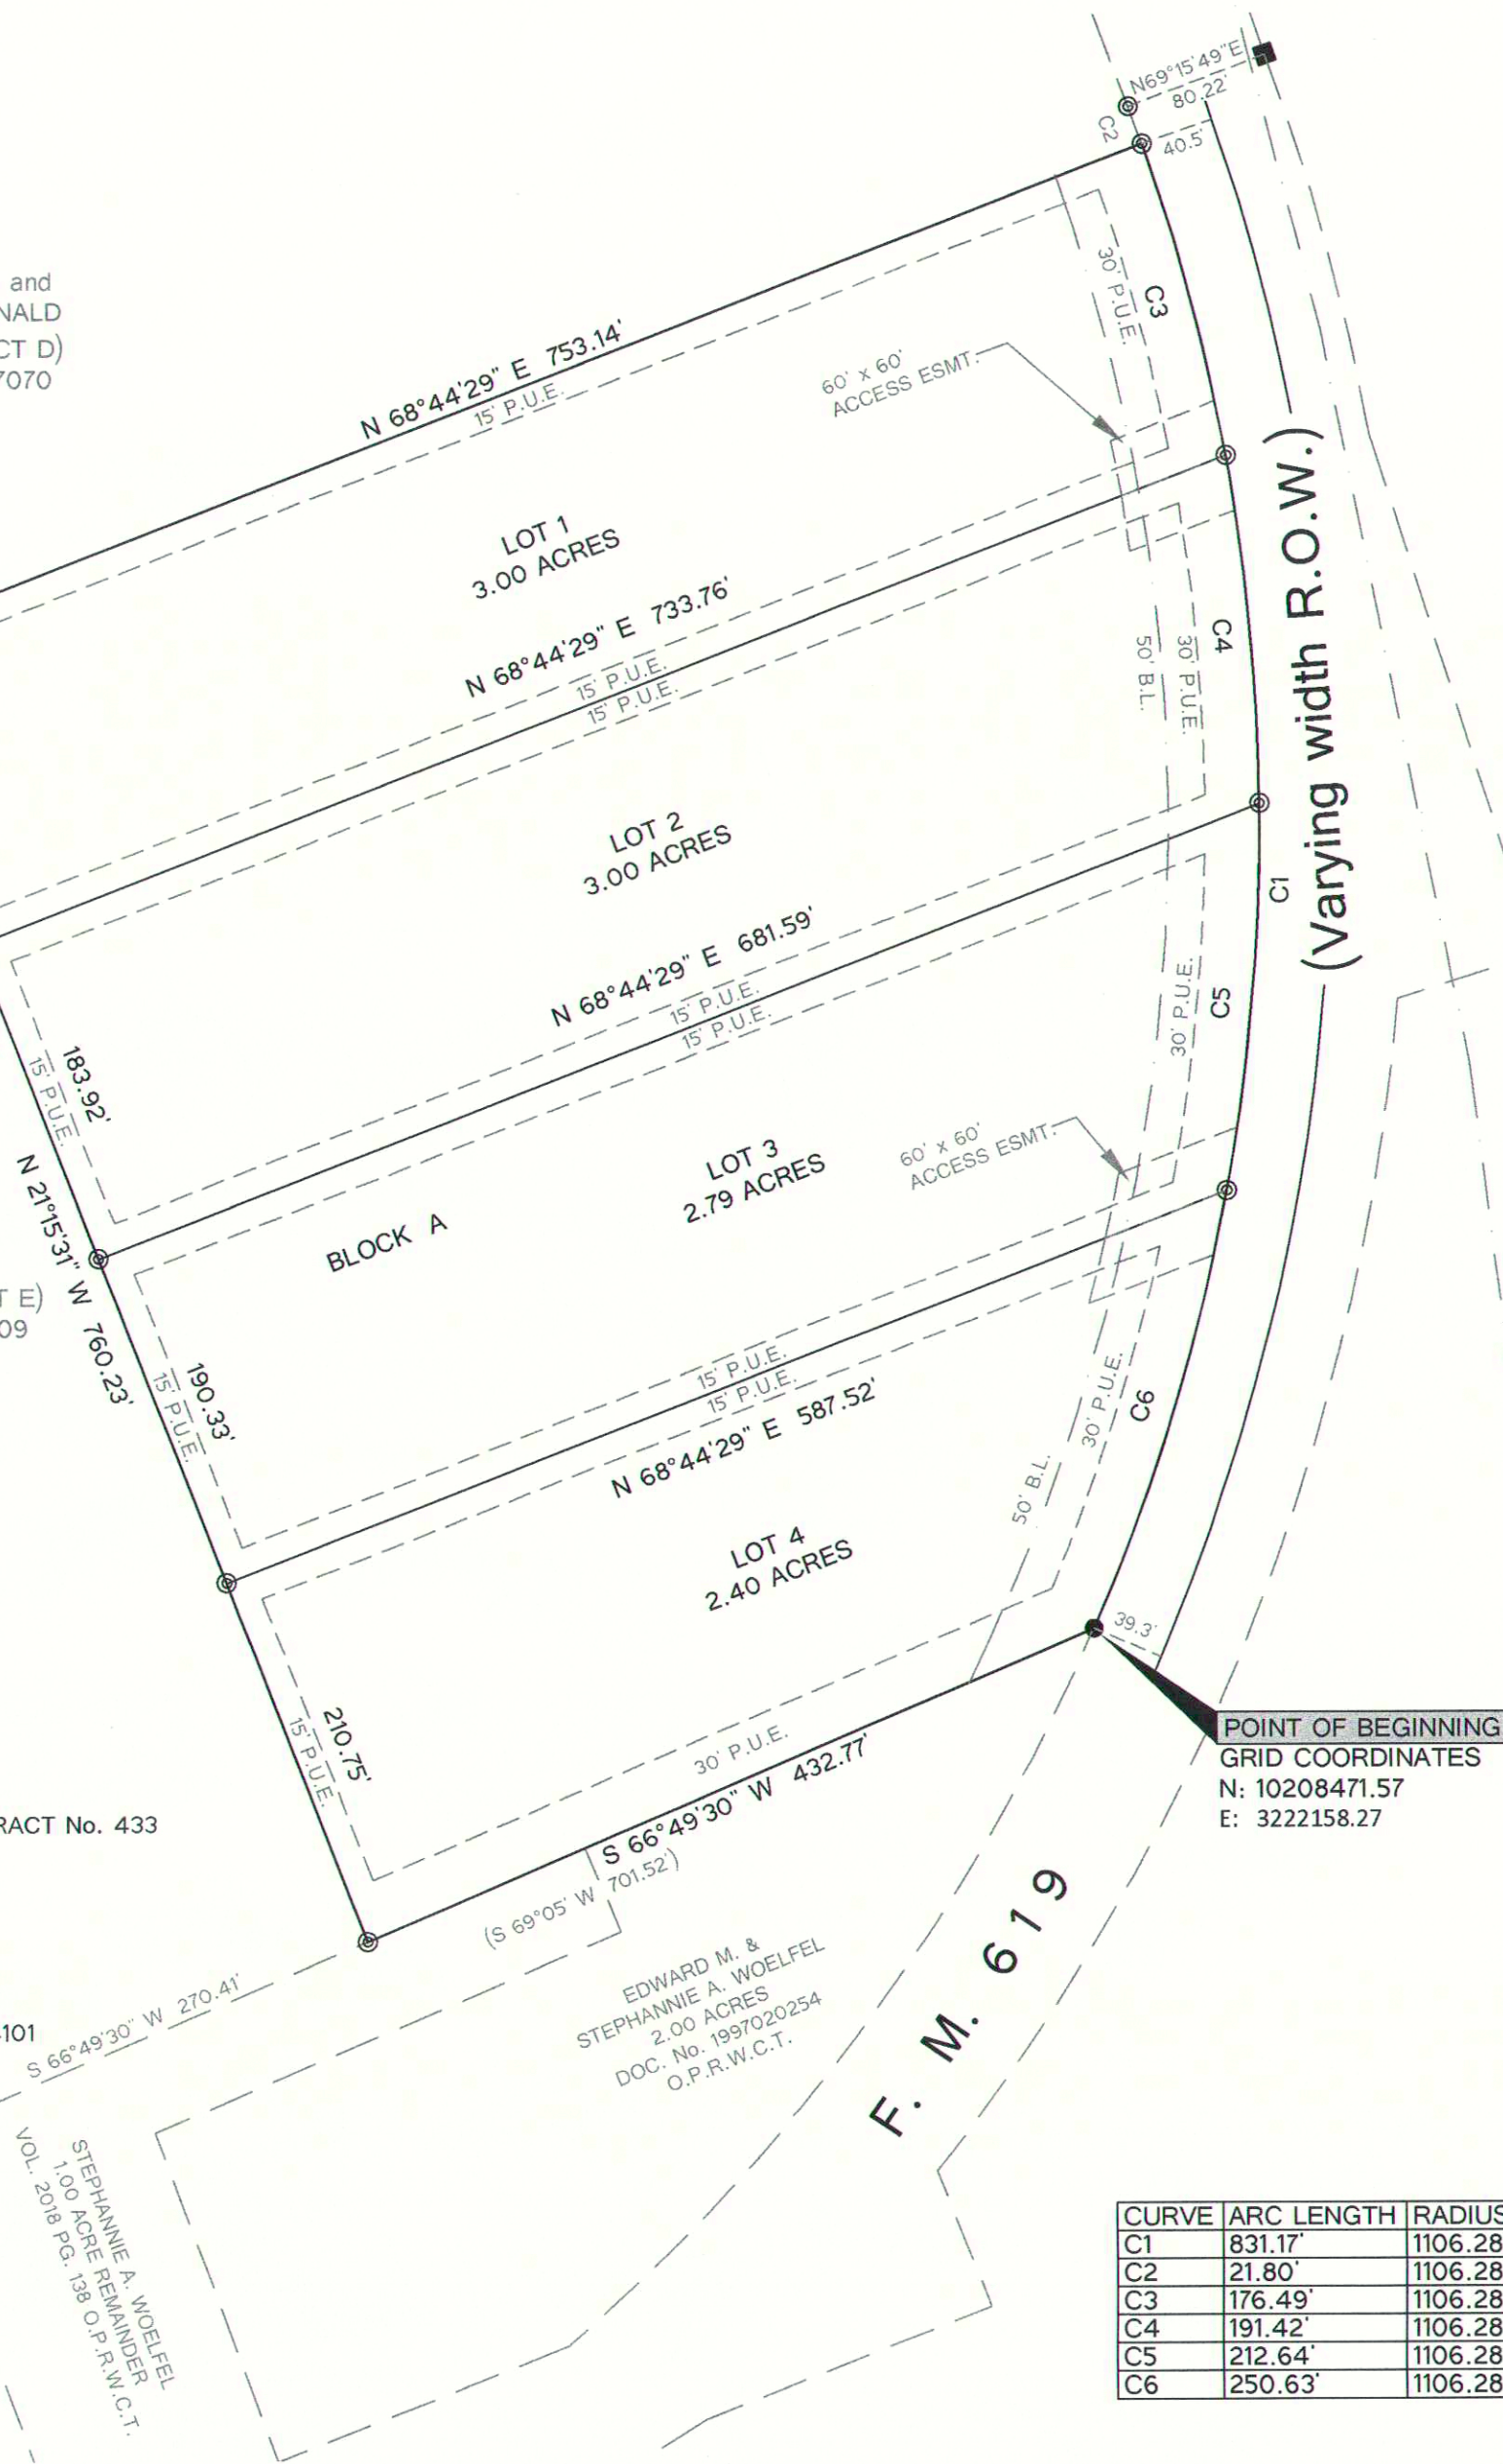 N69°15'49"E
80.22'
C2
40.5'
and
NALD
CT D)
7070
N 68°44'29" E 753.14'
15' P.U.E.
30' P.U.E.
C3
60' x 60'
ACCESS ESMT.
LOT 1
3.00 ACRES
N 68°44'29" E 733.76'
15' P.U.E.
15' P.U.E.
50' B.L.
30' P.U.E.
C4
(Varying width R.O.W.)
LOT 2
3.00 ACRES
C1
N 68°44'29" E 681.59'
15' P.U.E.
15' P.U.E.
30' P.U.E.
C5
183.92'
15' P.U.E.
N 21°15'31" W 760.23'
LOT 3
2.79 ACRES
60' x 60'
ACCESS ESMT.
BLOCK A
T E)
09
190.33'
15' P.U.E.
15' P.U.E.
15' P.U.E.
N 68°44'29" E 587.52'
30' P.U.E.
C6
50' B.L.
LOT 4
2.40 ACRES
39.3'
210.75'
15' P.U.E.
30' P.U.E.
S 66°49'30" W 432.77'
(S 69°05' W 701.52')
POINT OF BEGINNING
GRID COORDINATES
N: 10208471.57
E: 3222158.27
RACT No. 433
F. M. 619
EDWARD M. &
STEPHANNIE A. WOELFEL
2.00 ACRES
DOC. No. 1997020254
O.P.R.W.C.T.
101
S 66°49'30" W 270.41'
STEPHANNIE A. WOELFEL
1.00 ACRE REMAINDER
VOL. 2018 PG. 138 O.P.R.W.C.T.
CURVE ARC LENGTH RADIUS
C1 831.17' 1106.28
C2 21.80' 1106.28
C3 176.49' 1106.28
C4 191.42' 1106.28
C5 212.64' 1106.28
C6 250.63' 1106.28